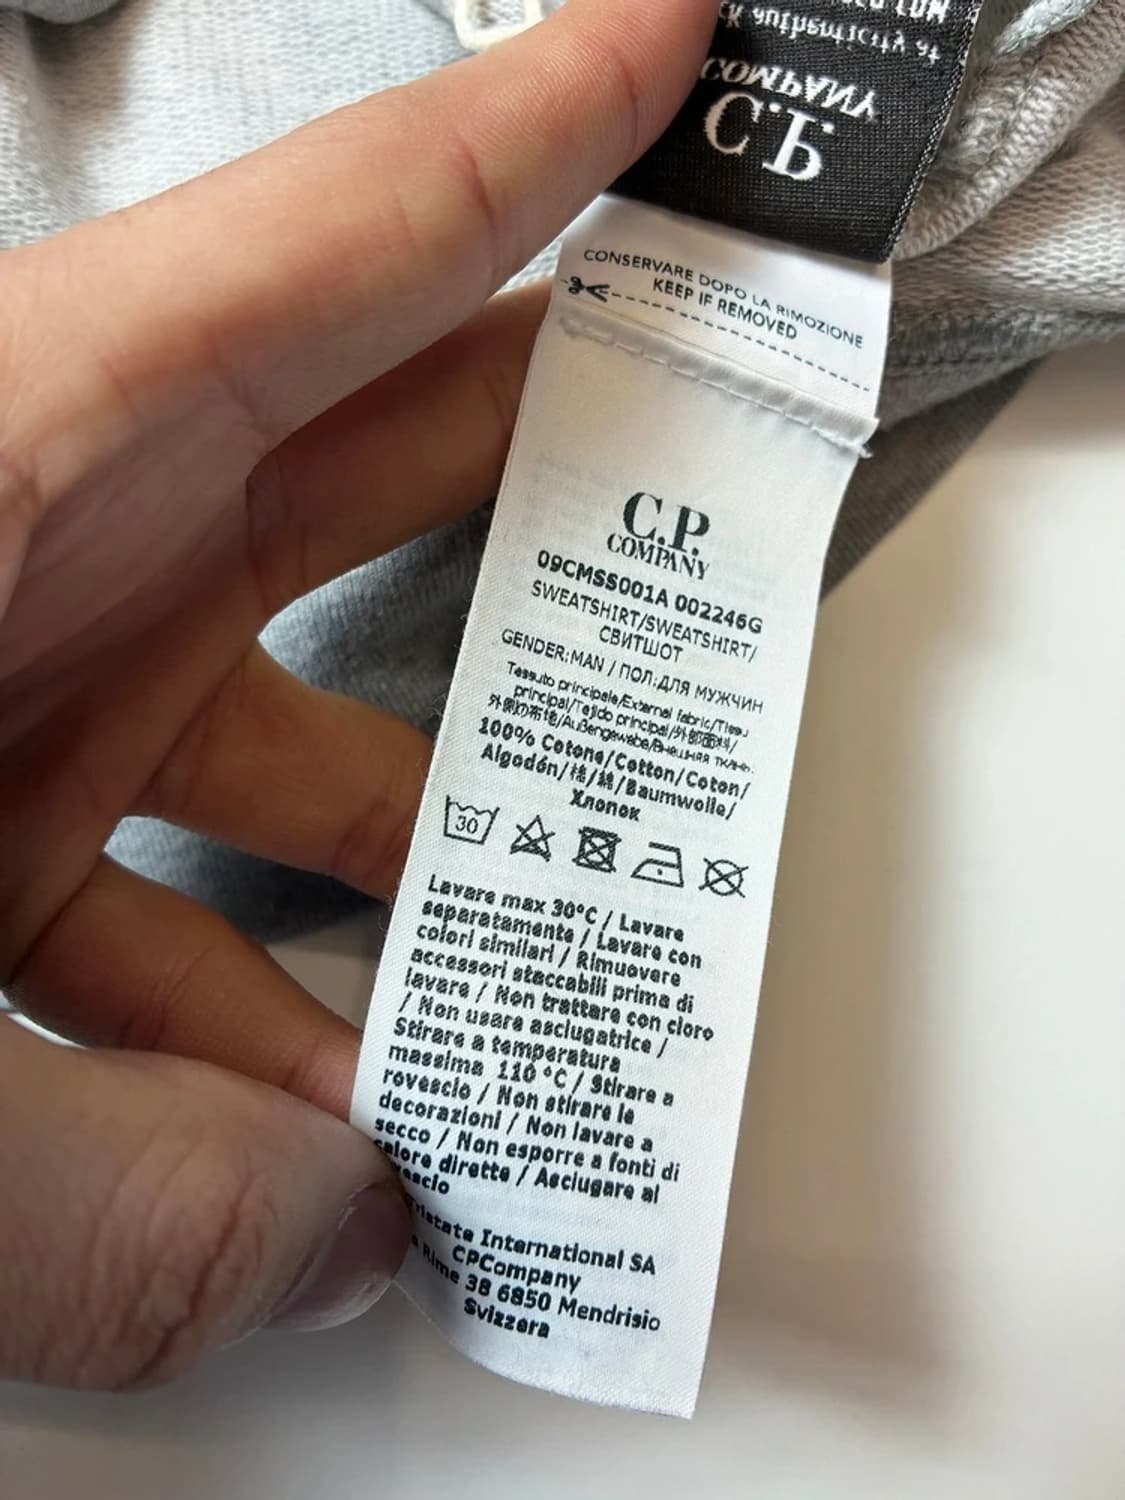 CK authenticity at
C.P.
COMPANY
CONSERVARE DOPO LA RIMOZIONE
KEEP IF REMOVED
C.P.
COMPANY
09CMSS001A 002246G
SWEATSHIRT/SWEATSHIRT/
СВИТШОТ
GENDER:MAN / ПОЛ:ДЛЯ МУЖЧИН
Tessuto principale/External fabric/Tissu
principal/Tejido principal/外部面料/
外側の布地/Außengewebe/Внешняя ткань:
100% Cotone/Cotton/Coton/
Algodón/棉/綿/Baumwolle/
Хлопок
30
Lavare max 30°C / Lavare
separatamente / Lavare con
colori similari / Rimuovere
accessori staccabili prima di
lavare / Non trattare con cloro
/ Non usare asciugatrice /
Stirare a temperatura
massima 110 °C / Stirare a
rovescio / Non stirare le
decorazioni / Non lavare a
secco / Non esporre a fonti di
calore dirette / Asciugare al
rovescio
International SA
CPCompany
Rime 38 6850 Mendrisio
Svizzera